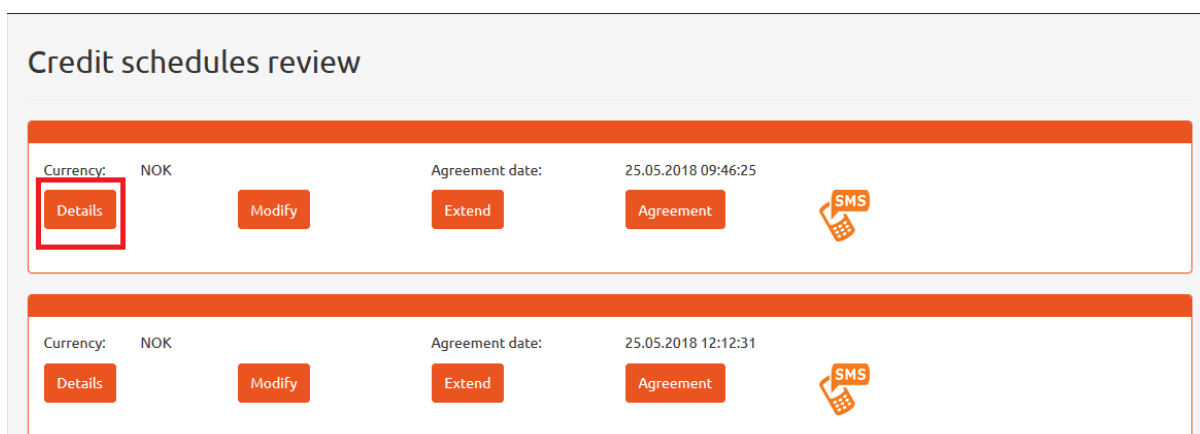 Credit schedules review
Currency: NOK Agreement date: 25.05.2018 09:46:25
Details Modify Extend Agreement SMS
Currency: NOK Agreement date: 25.05.2018 12:12:31
Details Modify Extend Agreement SMS